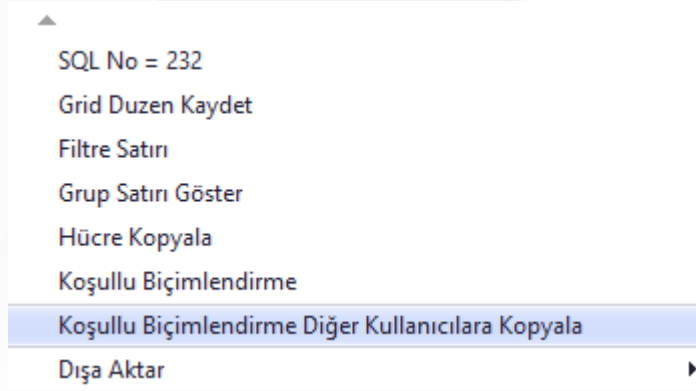 SQL No = 232
Grid Duzen Kaydet
Filtre Satırı
Grup Satırı Göster
Hücre Kopyala
Koşullu Biçimlendirme
Koşullu Biçimlendirme Diğer Kullanıcılara Kopyala
Dışa Aktar